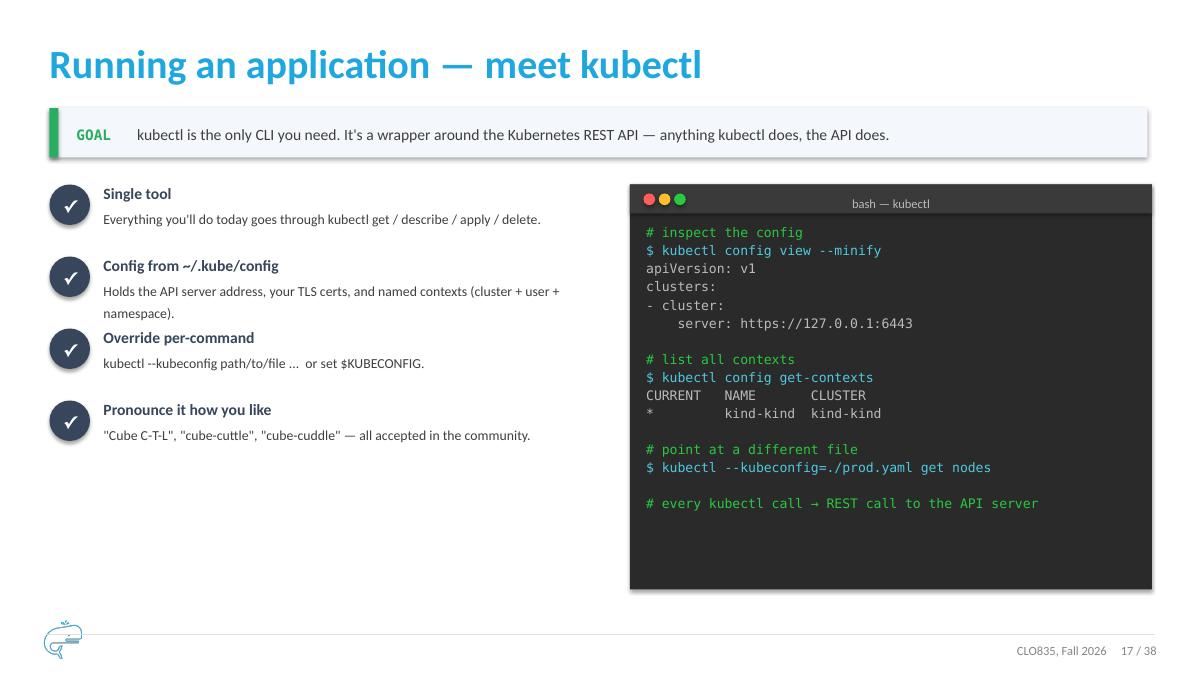 Running an application — meet kubectl
GOAL kubectl is the only CLI you need. It's a wrapper around the Kubernetes REST API — anything kubectl does, the API does.
✓ Single tool
Everything you'll do today goes through kubectl get / describe / apply / delete.
✓ Config from ~/.kube/config
Holds the API server address, your TLS certs, and named contexts (cluster + user +
namespace).
✓ Override per-command
kubectl --kubeconfig path/to/file ... or set $KUBECONFIG.
✓ Pronounce it how you like
"Cube C-T-L", "cube-cuttle", "cube-cuddle" — all accepted in the community.
bash — kubectl
# inspect the config
$ kubectl config view --minify
apiVersion: v1
clusters:
- cluster:
    server: https://127.0.0.1:6443
# list all contexts
$ kubectl config get-contexts
CURRENT   NAME       CLUSTER
*         kind-kind  kind-kind
# point at a different file
$ kubectl --kubeconfig=./prod.yaml get nodes
# every kubectl call → REST call to the API server
CLO835, Fall 2026 17 / 38